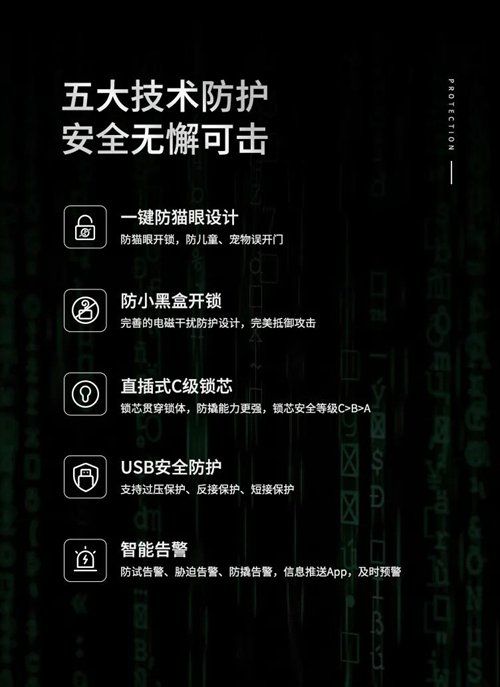 五大技术防护
安全无懈可击
PROTECTION
一键防猫眼设计
防猫眼开锁，防儿童、宠物误开门
防小黑盒开锁
完善的电磁干扰防护设计，完美抵御攻击
直插式C级锁芯
锁芯贯穿锁体，防撬能力更强，锁芯安全等级C>B>A
USB安全防护
支持过压保护、反接保护、短接保护
智能告警
防试告警、胁迫告警、防撬告警，信息推送App，及时预警